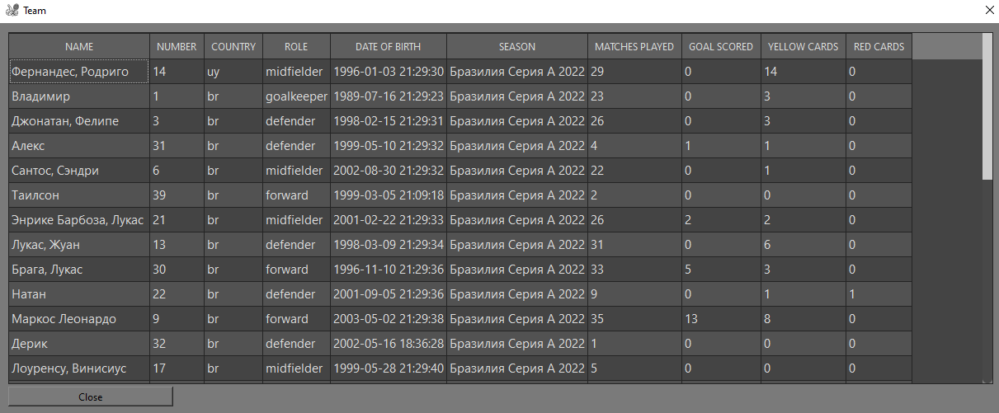 Team
NAME NUMBER COUNTRY ROLE DATE OF BIRTH SEASON MATCHES PLAYED GOAL SCORED YELLOW CARDS RED CARDS
Фернандес, Родриго 14 uy midfielder 1996-01-03 21:29:30 Бразилия Серия А 2022 29 0 14 0
Владимир 1 br goalkeeper 1989-07-16 21:29:23 Бразилия Серия А 2022 23 0 3 0
Джонатан, Фелипе 3 br defender 1998-02-15 21:29:31 Бразилия Серия А 2022 26 0 3 0
Алекс 31 br defender 1999-05-10 21:29:32 Бразилия Серия А 2022 4 1 1 0
Сантос, Сэндри 6 br midfielder 2002-08-30 21:29:32 Бразилия Серия А 2022 22 0 1 0
Таилсон 39 br forward 1999-03-05 21:09:18 Бразилия Серия А 2022 2 0 0 0
Энрике Барбоза, Лукас 21 br midfielder 2001-02-22 21:29:33 Бразилия Серия А 2022 26 2 2 0
Лукас, Жуан 13 br defender 1998-03-09 21:29:34 Бразилия Серия А 2022 31 0 6 0
Брага, Лукас 30 br forward 1996-11-10 21:29:36 Бразилия Серия А 2022 33 5 3 0
Натан 22 br defender 2001-09-05 21:29:36 Бразилия Серия А 2022 9 0 1 1
Маркос Леонардо 9 br forward 2003-05-02 21:29:38 Бразилия Серия А 2022 35 13 8 0
Дерик 32 br defender 2002-05-16 18:36:28 Бразилия Серия А 2022 1 0 0 0
Лоуренсу, Винисиус 17 br midfielder 1999-05-28 21:29:40 Бразилия Серия А 2022 5 0 0 0
Close